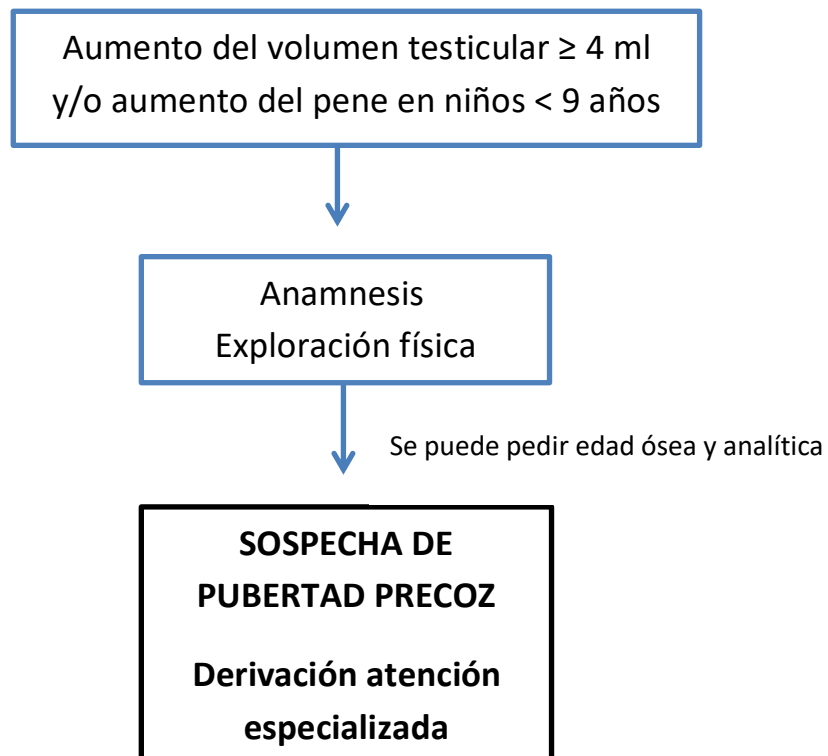 Aumento del volumen testicular ≥ 4 ml
y/o aumento del pene en niños < 9 años
Anamnesis
Exploración física
Se puede pedir edad ósea y analítica
SOSPECHA DE
PUBERTAD PRECOZ
Derivación atención
especializada